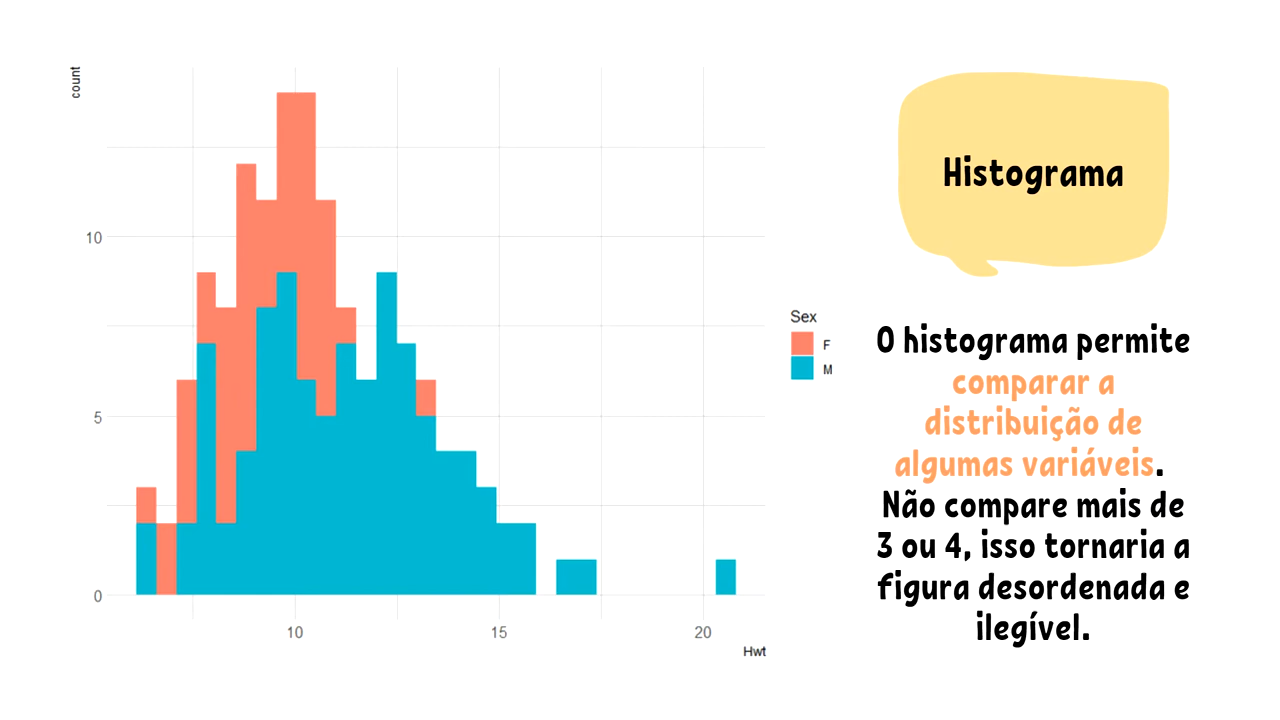 count
10
5
0
10
15
20
Hwt
Sex
F
M
Histograma
O histograma permite
comparar a
distribuição de
algumas variáveis.
Não compare mais de
3 ou 4, isso tornaria a
figura desordenada e
ilegível.